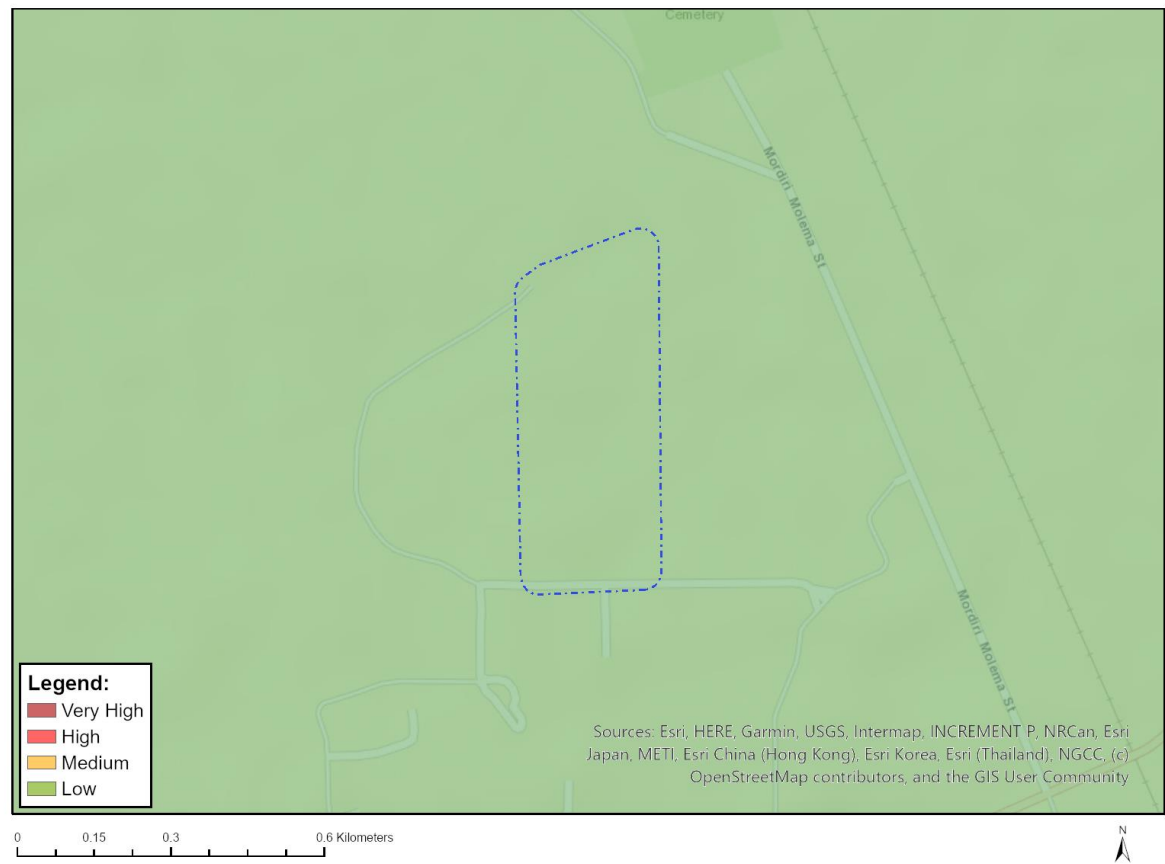 Cemetery
Mordiri Molema St
Mordiri Molema St
Legend:
Very High
High
Medium
Low
Sources: Esri, HERE, Garmin, USGS, Intermap, INCREMENT P, NRCan, Esri
Japan, METI, Esri China (Hong Kong), Esri Korea, Esri (Thailand), NGCC, (c)
OpenStreetMap contributors, and the GIS User Community
0 0.15 0.3 0.6 Kilometers
N